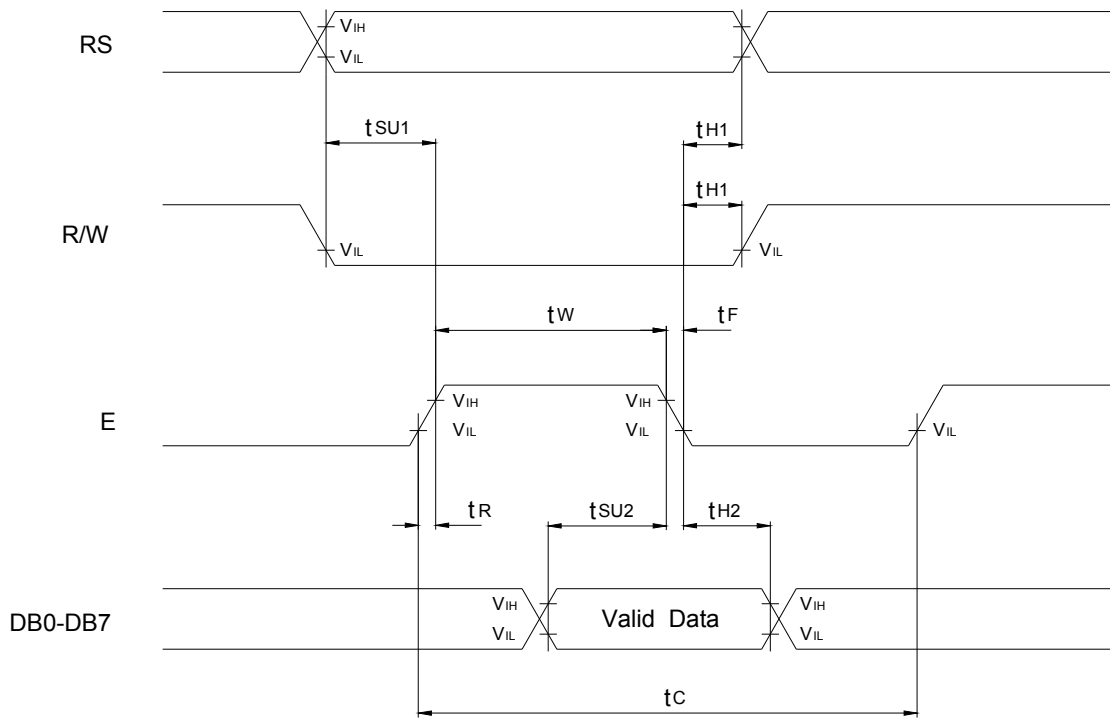 RS
VIH
VIL
tSU1
tH1
tH1
R/W
VIL
VIL
tW
tF
E
VIH
VIH
VIL
VIL
VIL
tR
tSU2
tH2
DB0-DB7
VIH
VIL
Valid Data
VIH
VIL
tC